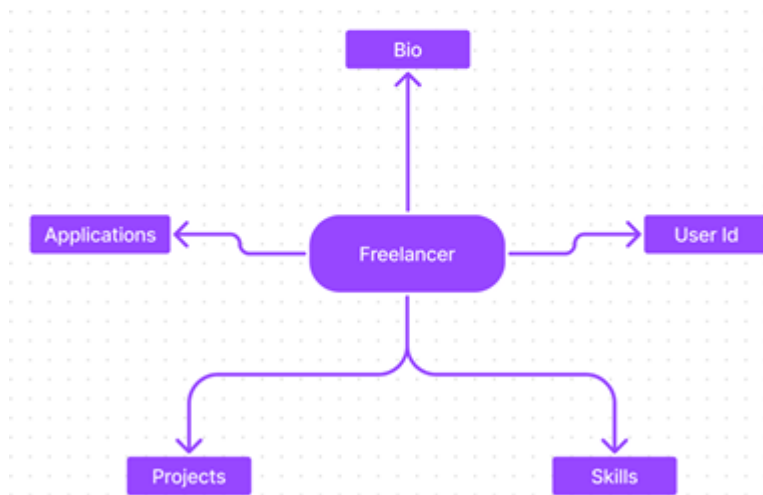 Bio
Applications
User Id
Freelancer
Projects
Skills